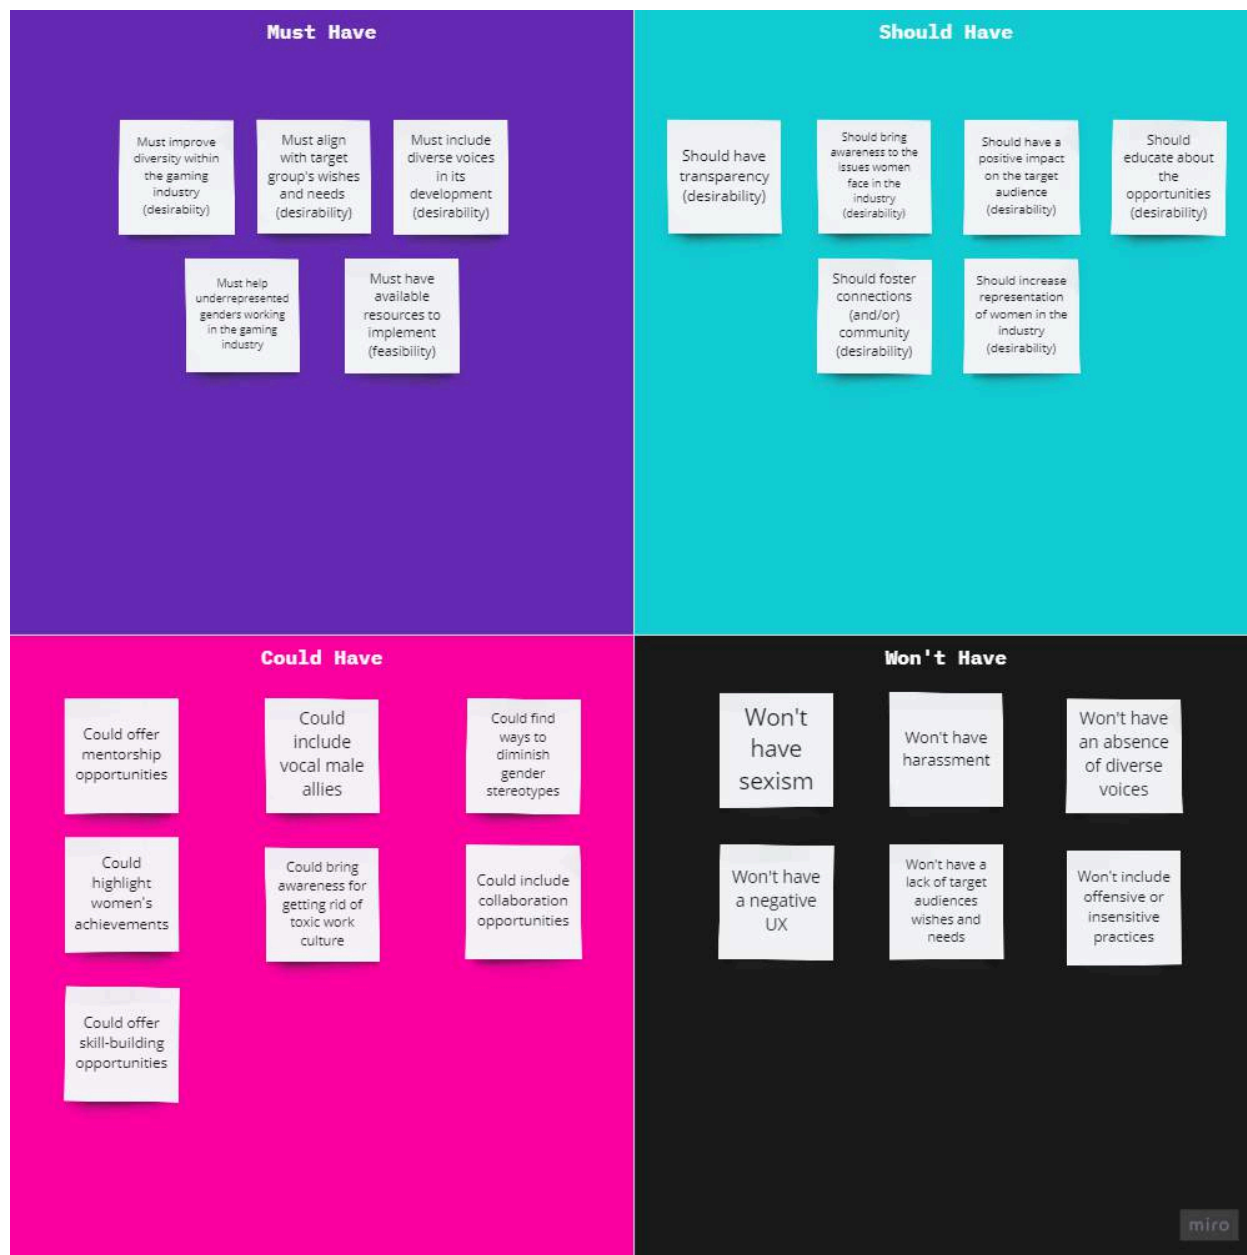 Must Have
Must improve
diversity within
the gaming
industry
(desirabiity)
Must align
with target
group's wishes
and needs
(desirability)
Must include
diverse voices
in its
development
(desirability)
Must help
underrepresented
genders working
in the gaming
industry
Must have
available
resources to
implement
(feasibility)
Should Have
Should have
transparency
(desirability)
Should bring
awareness to the
issues women
face in the
industry
(desirability)
Should have a
positive impact
on the target
audience
(desirability)
Should
educate about
the
opportunities
(desirability)
Should foster
connections
(and/or)
community
(desirability)
Should increase
representation
of women in the
industry
(desirability)
Could Have
Could offer
mentorship
opportunities
Could
include
vocal male
allies
Could find
ways to
diminish
gender
stereotypes
Could
highlight
women's
achievements
Could bring
awareness for
getting rid of
toxic work
culture
Could include
collaboration
opportunities
Could offer
skill-building
opportunities
Won't Have
Won't
have
sexism
Won't have
harassment
Won't have
an absence
of diverse
voices
Won't have
a negative
UX
Won't have a
lack of target
audiences
wishes and
needs
Won't include
offensive or
insensitive
practices
miro